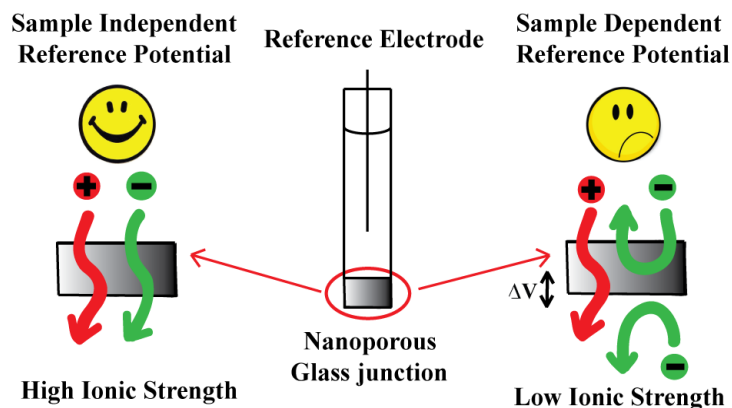 Sample Independent
Reference Potential
Reference Electrode
Sample Dependent
Reference Potential
+
−
+
−
ΔV
−
Nanoporous
Glass junction
High Ionic Strength
Low Ionic Strength